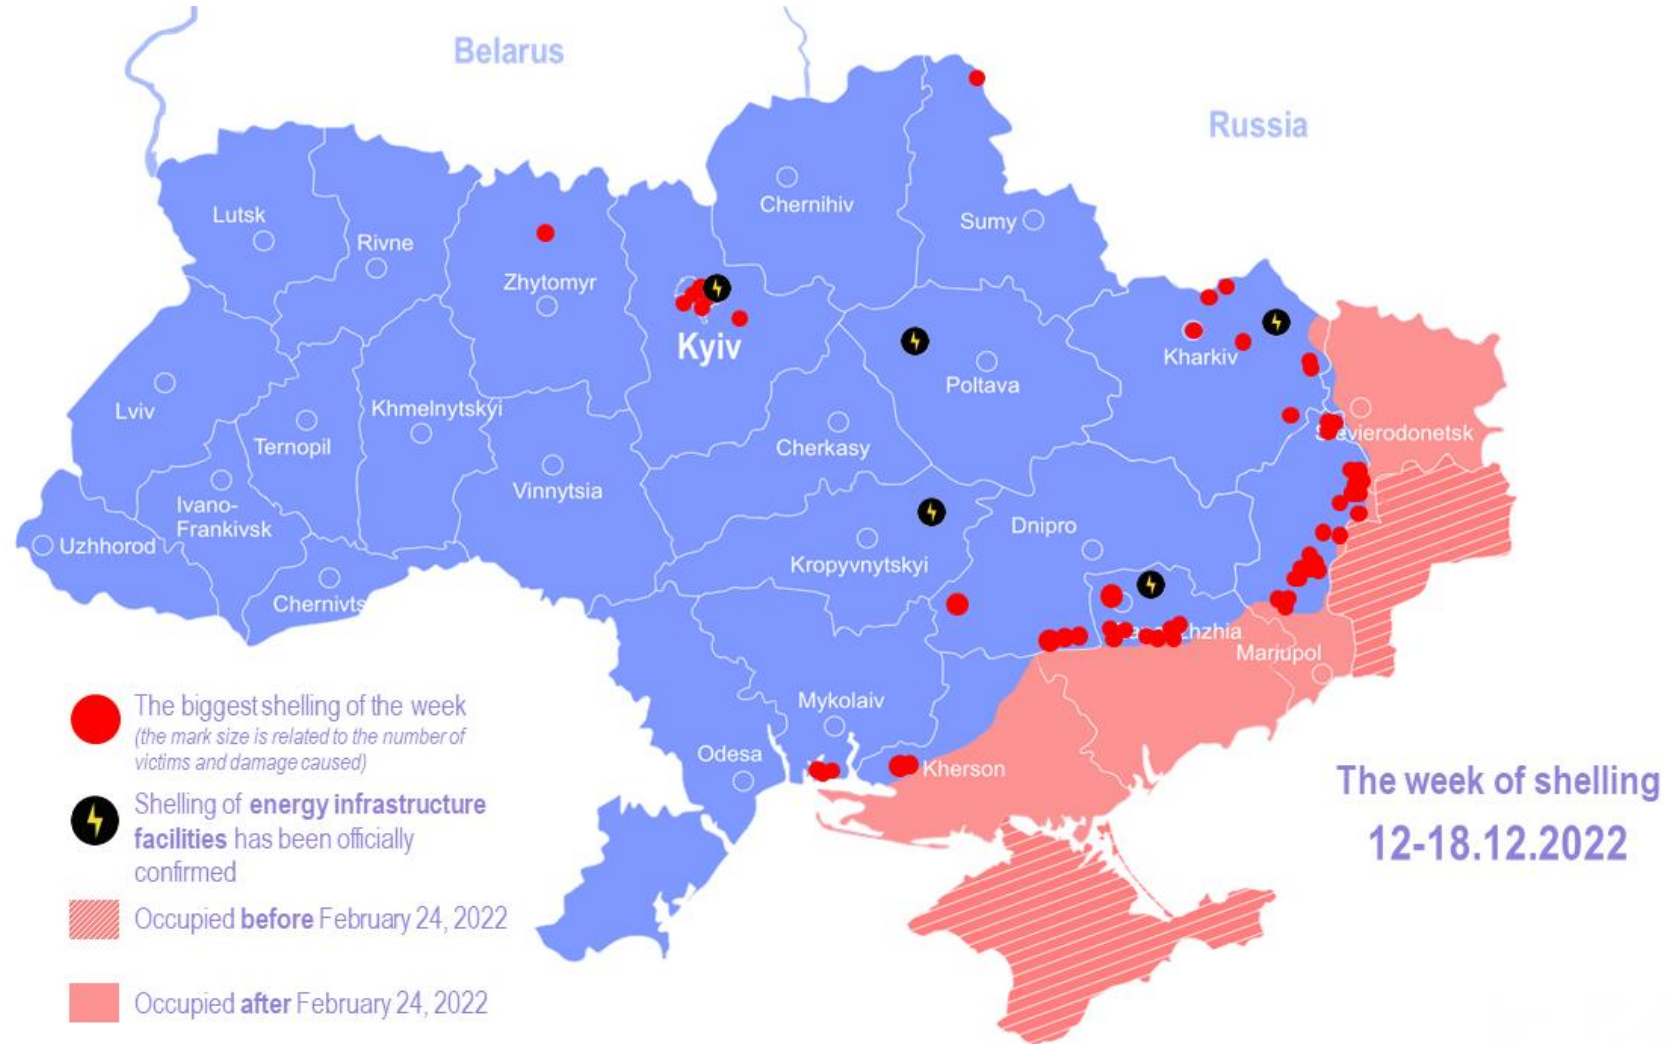 Belarus
Russia
Chernihiv
Lutsk
Sumy
Rivne
Zhytomyr
Kyiv
Kharkiv
Poltava
Lviv
Khmelnytskyi
Ternopil
Cherkasy
Sievierodonetsk
Vinnytsia
Ivano-
Frankivsk
Dnipro
Uzhhorod
Kropyvnytskyi
Chernivts
Mariupol
Mykolaiv
Odesa
Kherson
The biggest shelling of the week
(the mark size is related to the number of
victims and damage caused)
Shelling of energy infrastructure
facilities has been officially
confirmed
Occupied before February 24, 2022
Occupied after February 24, 2022
The week of shelling
12-18.12.2022